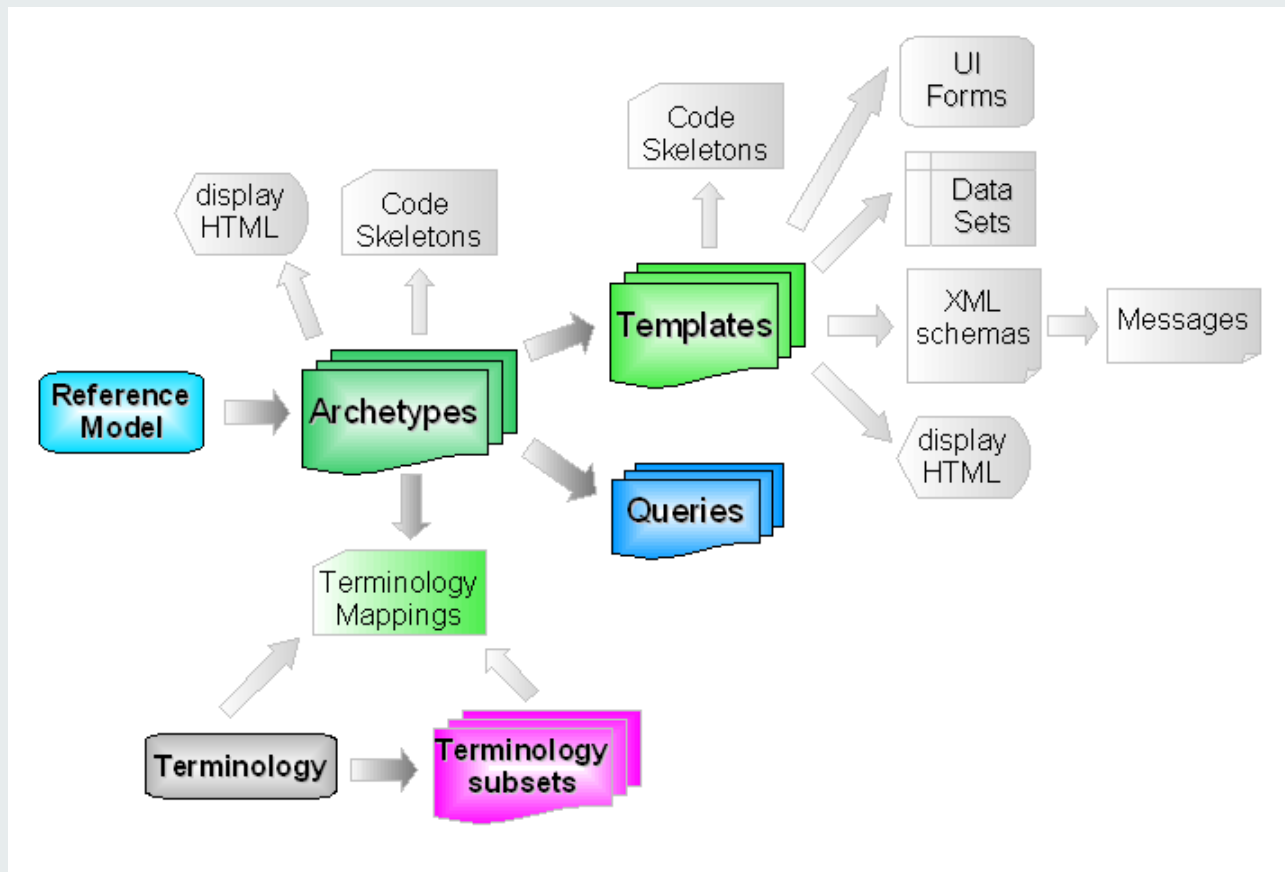 UI
Forms
Code
Skeletons
Data
Sets
display
HTML
Code
Skeletons
Templates
XML
schemas
Messages
Reference
Model
Archetypes
display
HTML
Queries
Terminology
Mappings
Terminology
Terminology
subsets